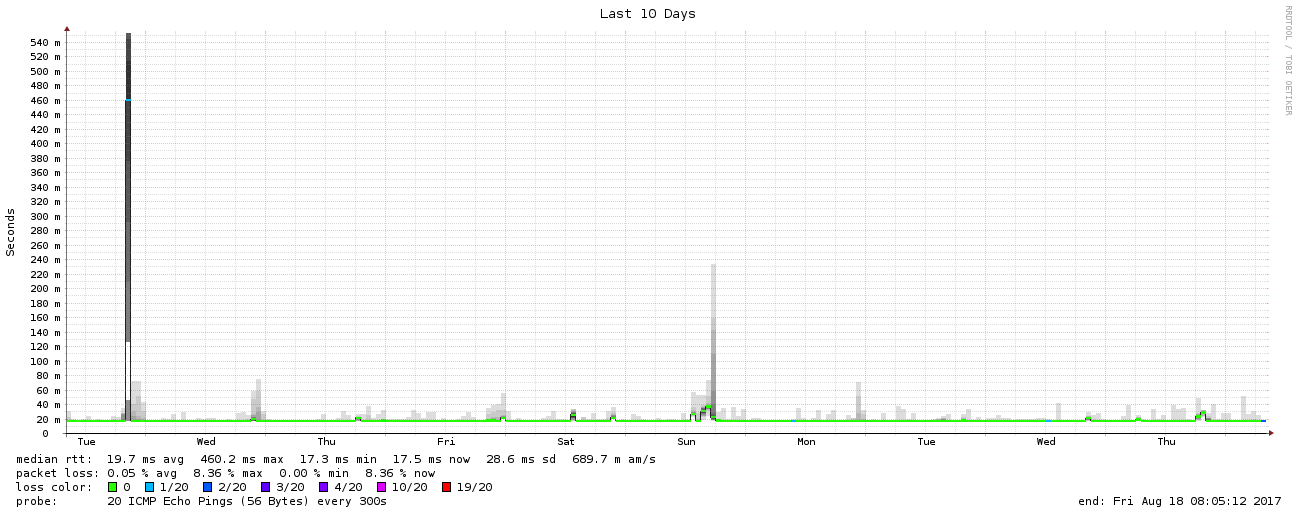 Last 10 Days
RRDTOOL / TOBI OETIKER
Seconds
540 m
520 m
500 m
480 m
460 m
440 m
420 m
400 m
380 m
360 m
340 m
320 m
300 m
280 m
260 m
240 m
220 m
200 m
180 m
160 m
140 m
120 m
100 m
80 m
60 m
40 m
20 m
0
Tue Wed Thu Fri Sat Sun Mon Tue Wed Thu
median rtt: 19.7 ms avg 460.2 ms max 17.3 ms min 17.5 ms now 28.6 ms sd 689.7 m am/s
packet loss: 0.05 % avg 8.36 % max 0.00 % min 8.36 % now
loss color: 0 1/20 2/20 3/20 4/20 10/20 19/20
probe: 20 ICMP Echo Pings (56 Bytes) every 300s end: Fri Aug 18 08:05:12 2017